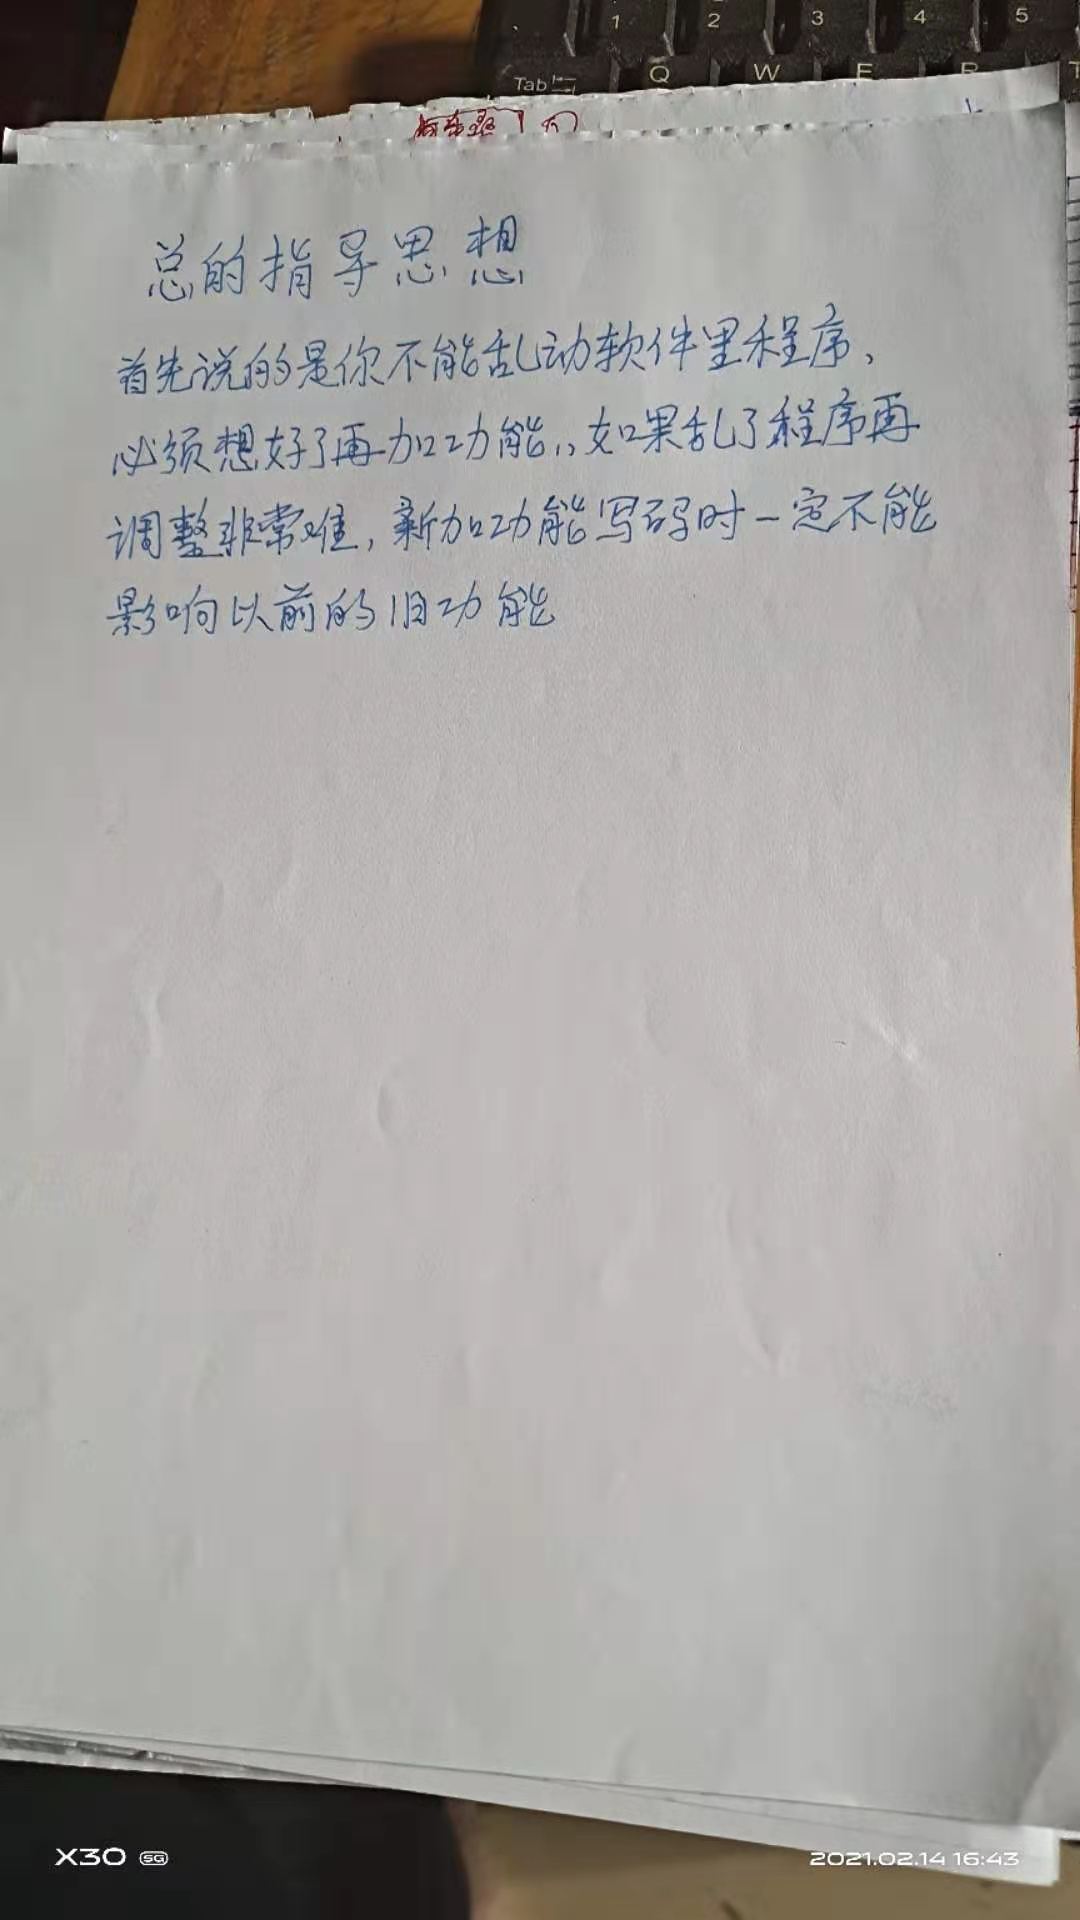 1 2 3 4 5
Tab Q W E R T
总的指导思想
首先说的是你不能乱动软件里程序、
必须想好了再加功能,,如果乱了程序再
调整非常难,新加功能写码时一定不能
影响以前的旧功能
X30 5G
2021.02.14 16:43